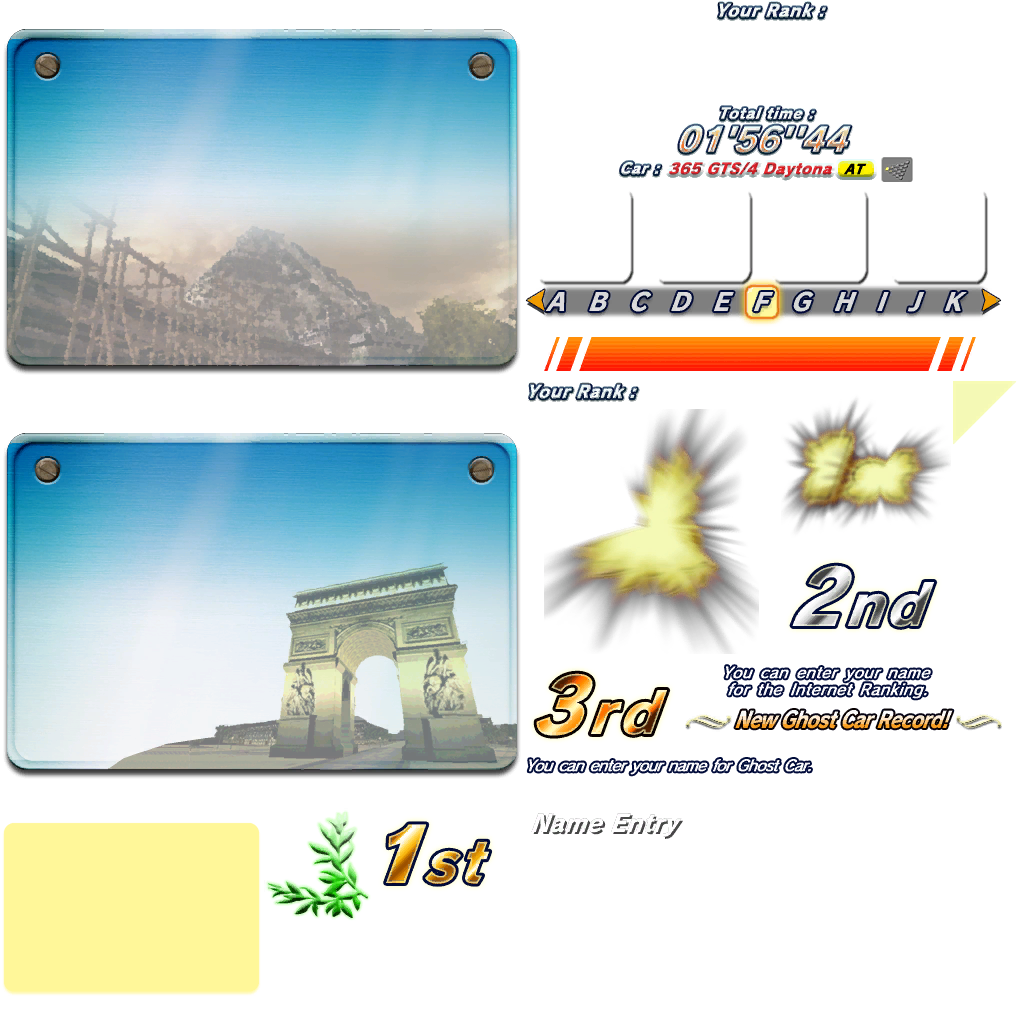 Your Rank :
Total time :
01'56''44
Car : 365 GTS/4 Daytona AT
A B C D E F G H I J K
Your Rank :
2nd
3rd
You can enter your name
for the Internet Ranking.
New Ghost Car Record!
You can enter your name for Ghost Car.
1st
Name Entry